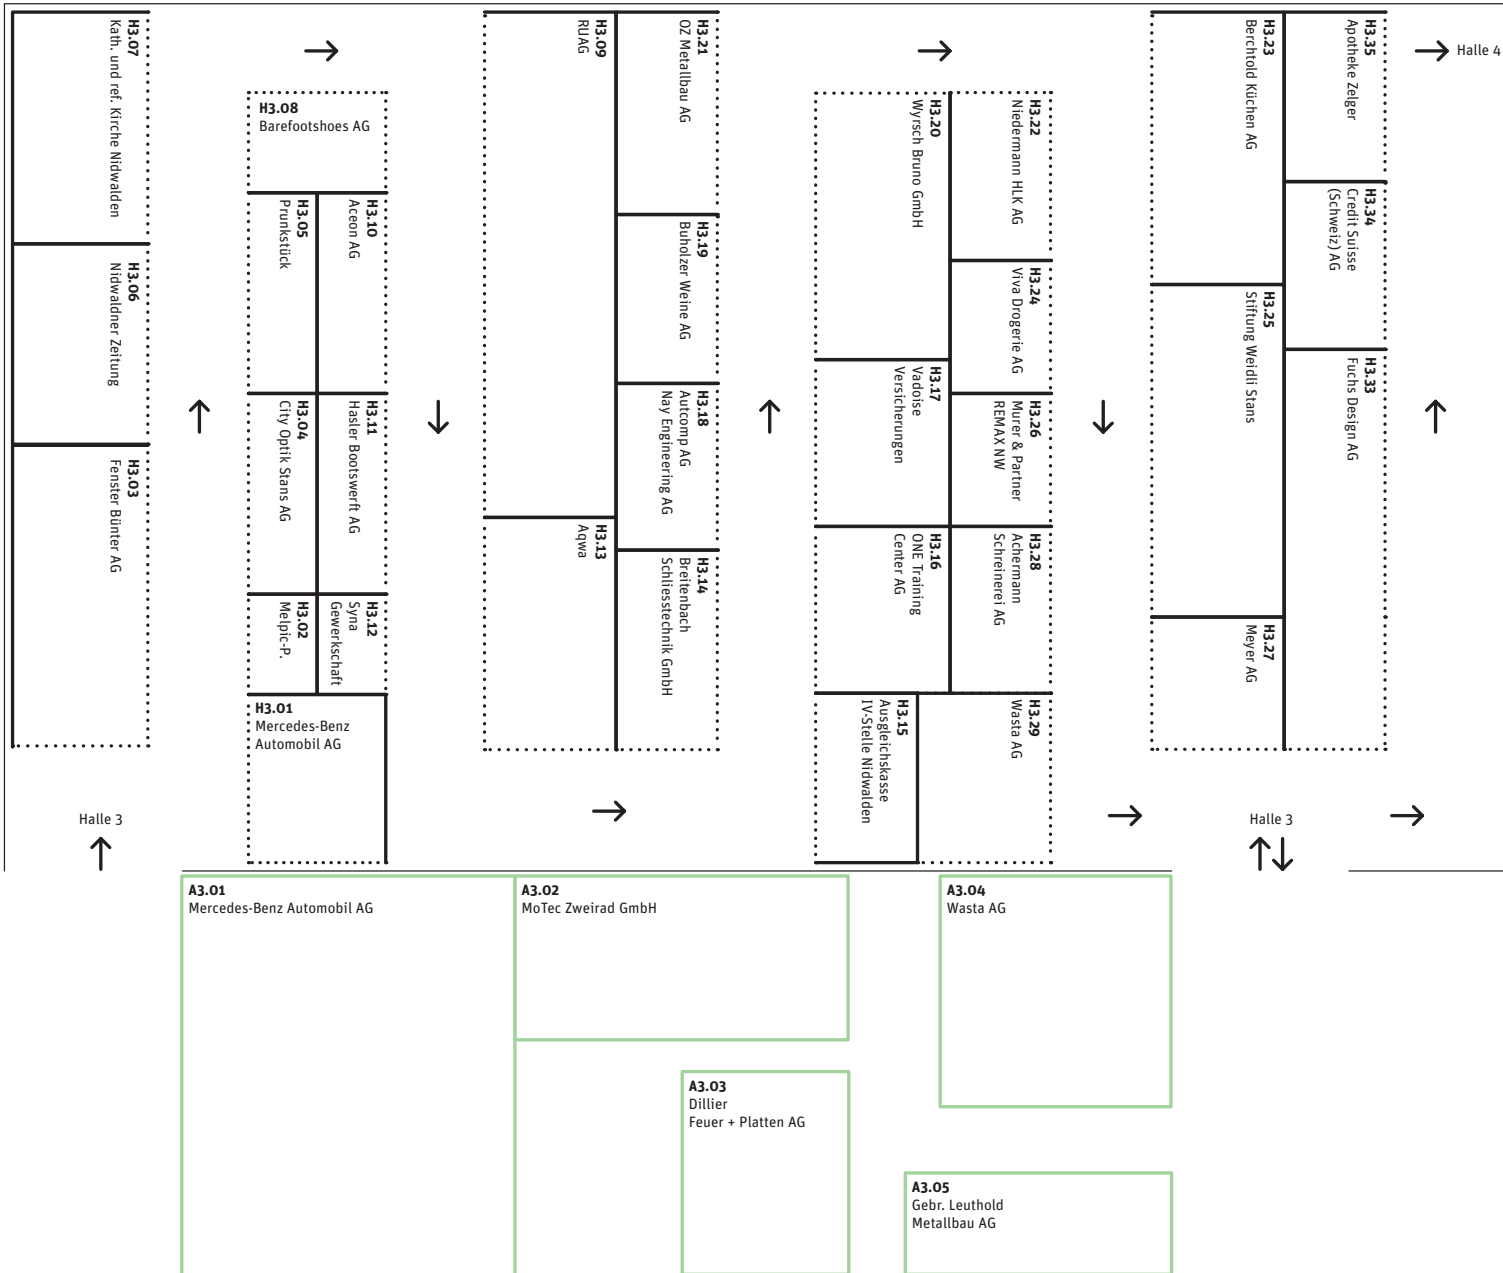 H3.07
Kath. und ref. Kirche Nidwalden
H3.06
Nidwaldner Zeitung
H3.03
Fenster Bünter AG
H3.08
Barefootshoes AG
H3.10
Aceon AG
H3.05
Prunkstück
H3.11
Hasler Bootswerft AG
H3.04
City Optik Stans AG
H3.12
Syna
Gewerkschaft
H3.02
Melpic-P.
H3.01
Mercedes-Benz
Automobil AG
H3.09
RUAG
H3.13
Aqwa
H3.21
OZ Metallbau AG
H3.19
Buholzer Weine AG
H3.18
Autcomp AG
Nay Engineering AG
H3.14
Breitenbach
Schliesstechnik GmbH
H3.20
Wyrsch Bruno GmbH
H3.17
Vadoise
Versicherungen
H3.16
ONE Training
Center AG
H3.15
Ausgleichskasse
IV-Stelle Nidwalden
H3.22
Niedermann HLK AG
H3.24
Viva Drogerie AG
H3.26
Murer & Partner
REMAX NW
H3.28
Achermann
Schreinerei AG
H3.29
Wasta AG
H3.23
Berchtold Küchen AG
H3.25
Stiftung Weidli Stans
H3.27
Meyer AG
H3.35
Apotheke Zelger
H3.34
Credit Suisse
(Schweiz) AG
H3.33
Fuchs Design AG
Halle 4
Halle 3
Halle 3
A3.01
Mercedes-Benz Automobil AG
A3.02
MoTec Zweirad GmbH
A3.04
Wasta AG
A3.03
Dillier
Feuer + Platten AG
A3.05
Gebr. Leuthold
Metallbau AG